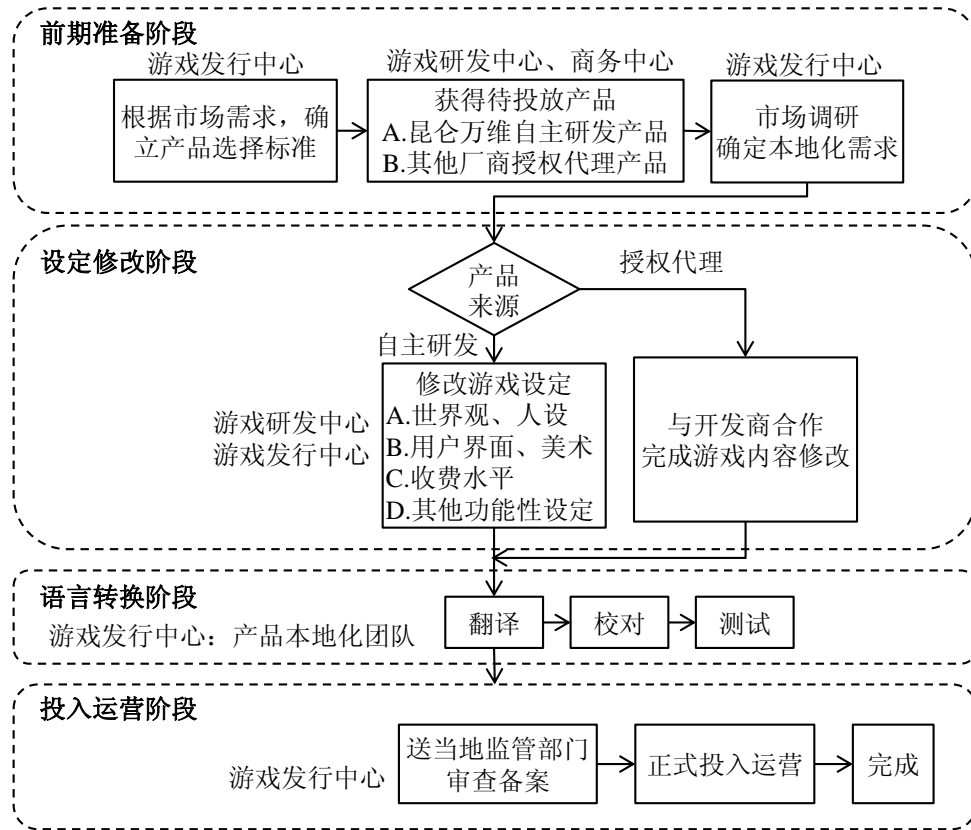 前期准备阶段
游戏发行中心
根据市场需求，确
立产品选择标准
游戏研发中心、商务中心
获得待投放产品
A.昆仑万维自主研发产品
B.其他厂商授权代理产品
游戏发行中心
市场调研
确定本地化需求
设定修改阶段
产品
来源
授权代理
自主研发
游戏研发中心
游戏发行中心
修改游戏设定
A.世界观、人设
B.用户界面、美术
C.收费水平
D.其他功能性设定
与开发商合作
完成游戏内容修改
语言转换阶段
游戏发行中心：产品本地化团队
翻译
校对
测试
投入运营阶段
游戏发行中心
送当地监管部门
审查备案
正式投入运营
完成